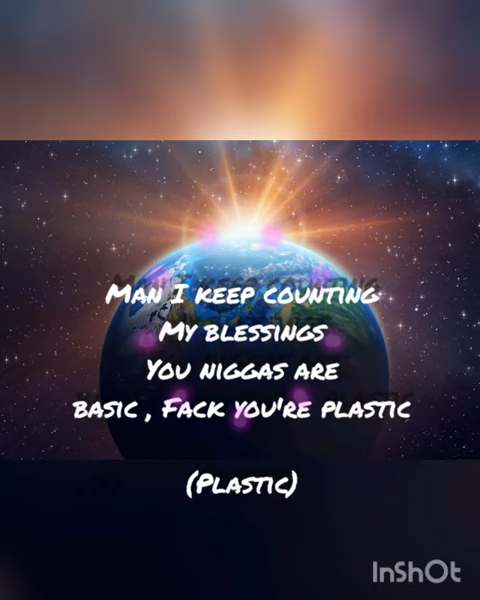 Man I keep counting
My blessings
You niggas are
basic , Fack you're plastic
(Plastic)
InShOt